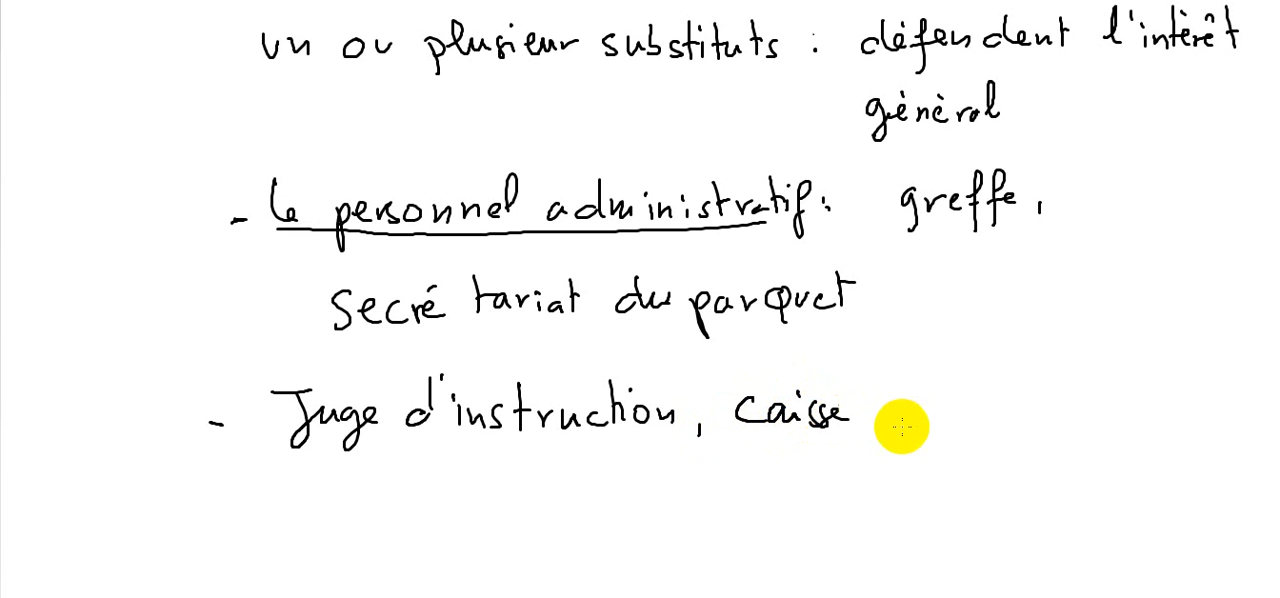 un ou plusieur substituts : défendent l'intérêt
général
- Le personnel administratif : greffe,
Secrétariat du parquet
- Juge d'instruction, caisse